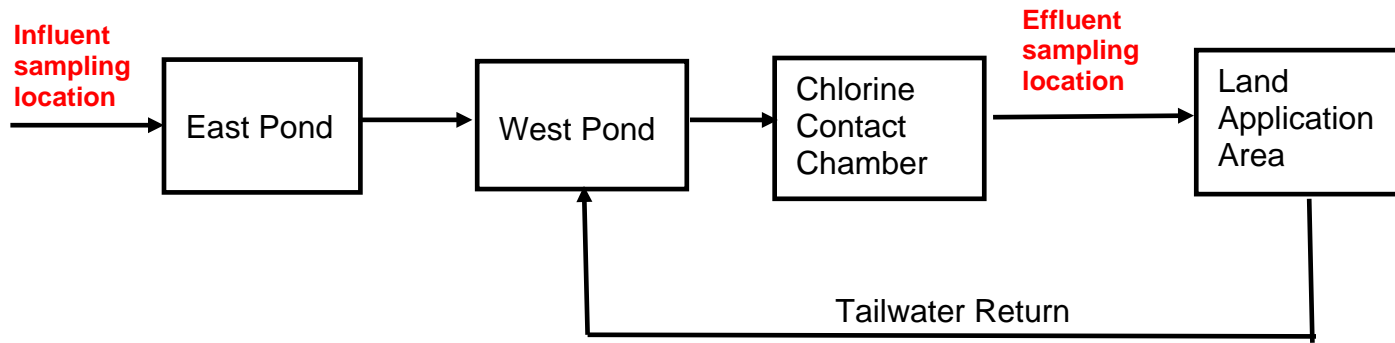 Influent
sampling
location
East Pond
West Pond
Chlorine
Contact
Chamber
Effluent
sampling
location
Land
Application
Area
Tailwater Return